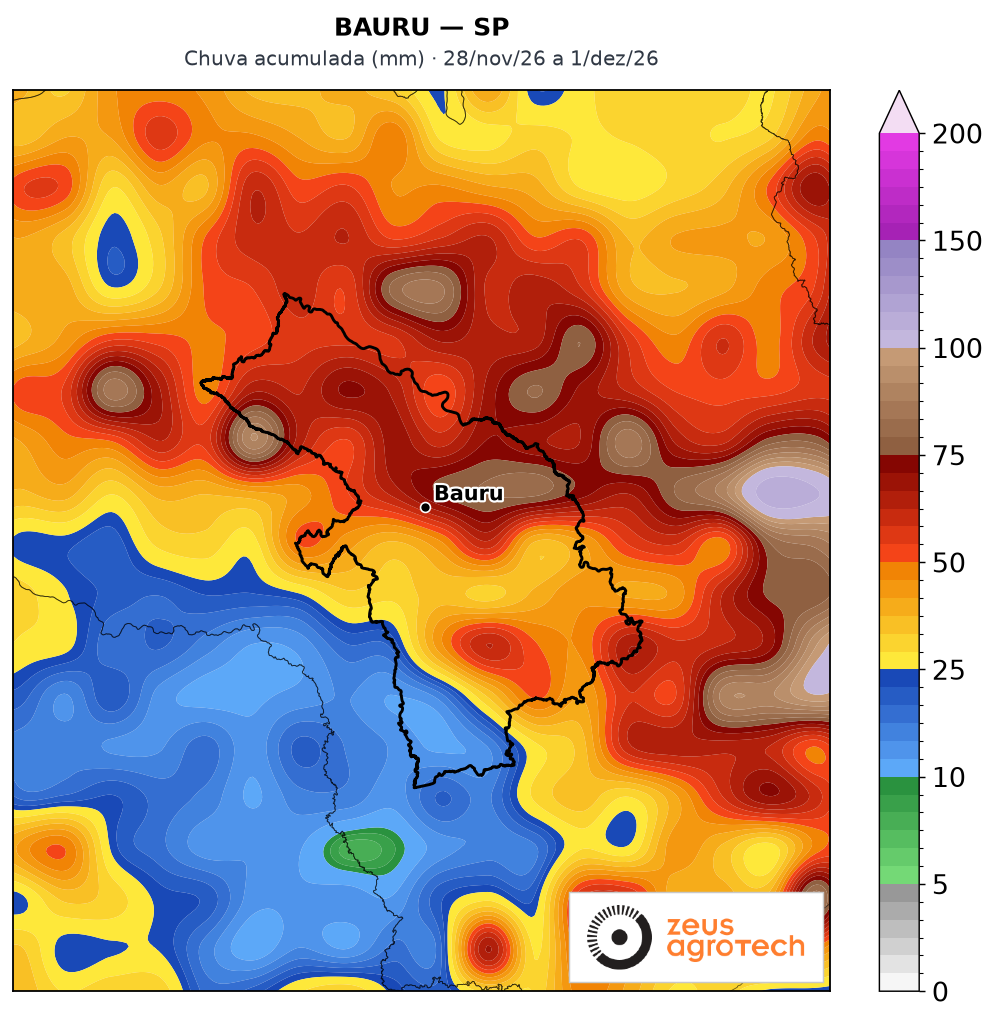 BAURU — SP
Chuva acumulada (mm) · 28/nov/26 a 1/dez/26
Bauru
200
150
100
75
50
25
10
5
0
zeus
agrotech